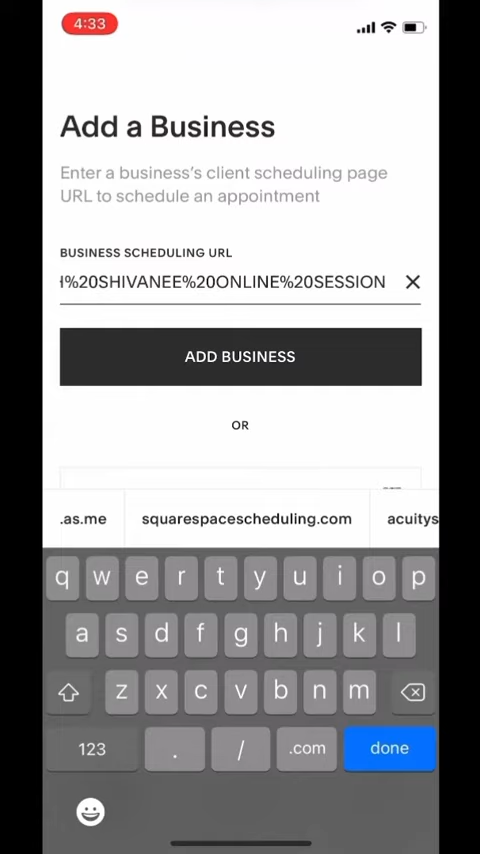 4:33
Add a Business
Enter a business's client scheduling page
URL to schedule an appointment
BUSINESS SCHEDULING URL
%20SHIVANEE%20ONLINE%20SESSION
ADD BUSINESS
OR
.as.me squarespacescheduling.com acuitys
q w e r t y u i o p
a s d f g h j k l
z x c v b n m
123 . / .com done